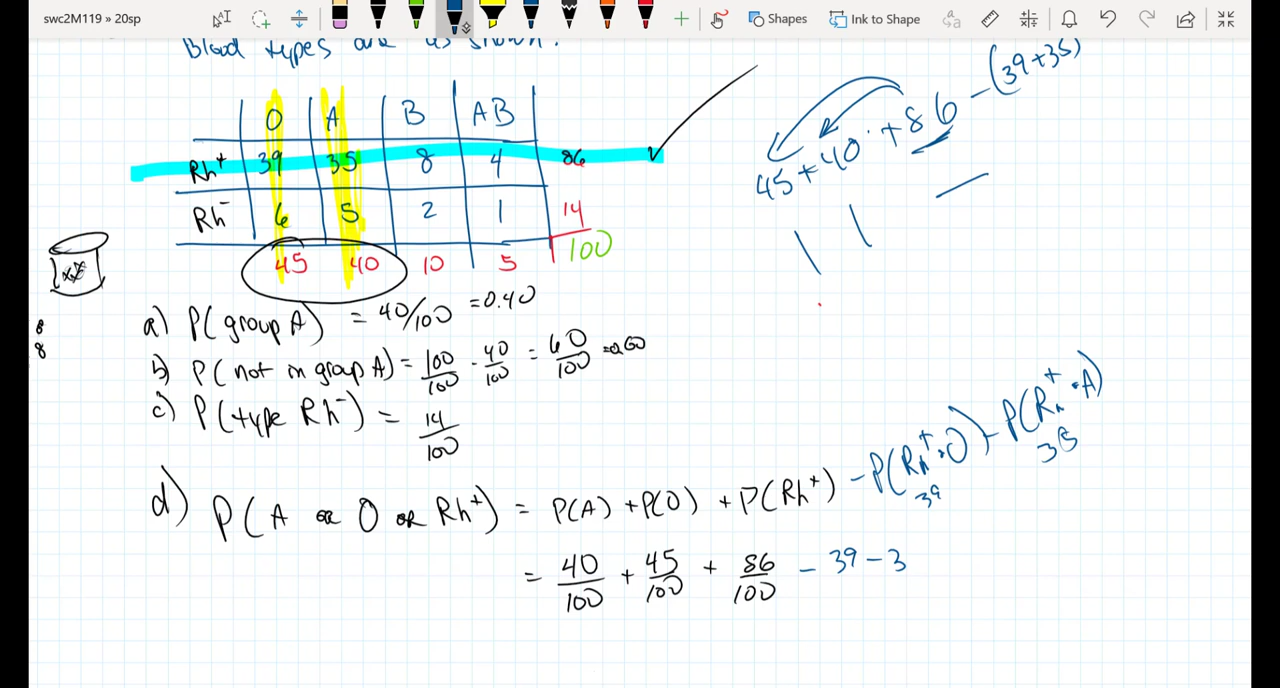 swc2M119 » 20sp
Shapes
Ink to Shape
Blood types are as shown.
O A B AB
Rh+ 39 35 8 4 86
Rh- 6 5 2 1 14
45 40 10 5 100
45+40+86-(39+35)
a) P(group A) = 40/100 = 0.40
b) P(not in group A) = 100/100 - 40/100 = 60/100 = 0.60
c) P(type Rh-) = 14/100
d) P(A OR O OR Rh+) = P(A) + P(O) + P(Rh+) - P(Rh+ · O) - P(Rh+ · A)
39 35
= 40/100 + 45/100 + 86/100 - 39 - 3